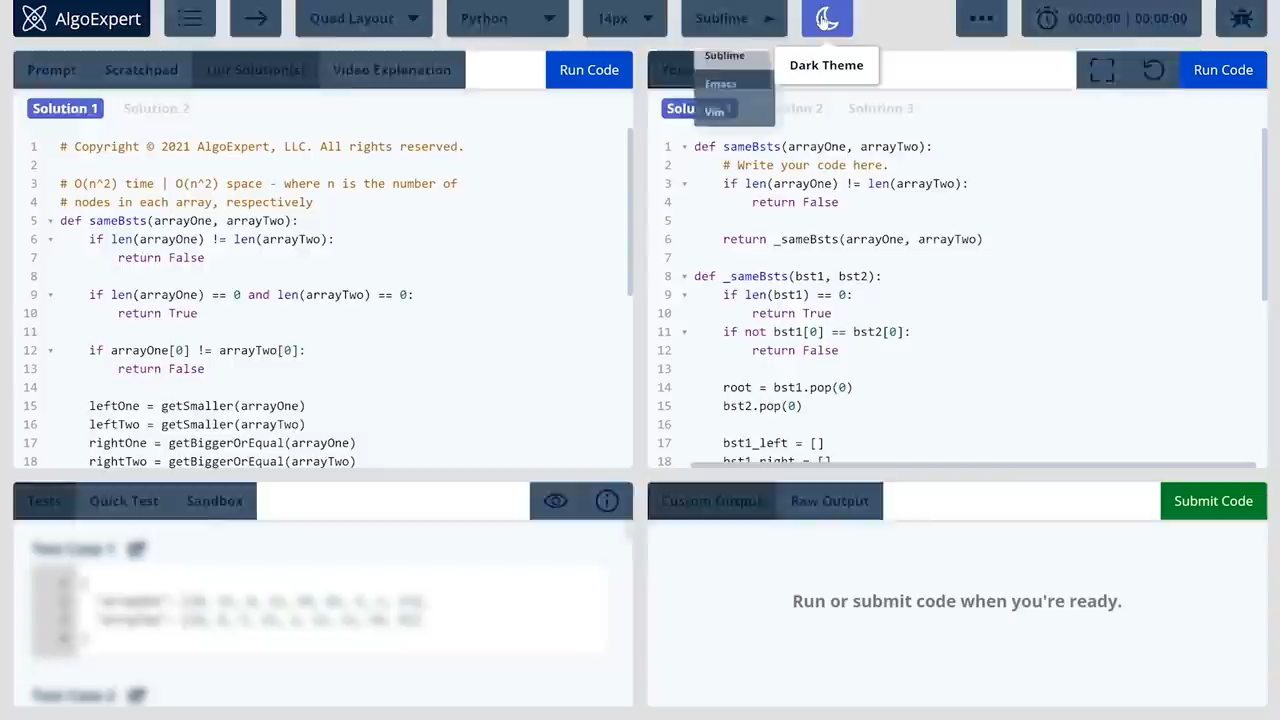 AlgoExpert
Quad Layout
Python
14px
Sublime
00:00:00 | 00:00:00
Prompt
Scratchpad
Our Solution(s)
Video Explanation
Run Code
Sublime
Emacs
Vim
Dark Theme
Run Code
Solution 1
Solution 2
Solution 3
1 # Copyright © 2021 AlgoExpert, LLC. All rights reserved.
2
3 # O(n^2) time | O(n^2) space - where n is the number of
4 # nodes in each array, respectively
5 def sameBsts(arrayOne, arrayTwo):
6 if len(arrayOne) != len(arrayTwo):
7 return False
8
9 if len(arrayOne) == 0 and len(arrayTwo) == 0:
10 return True
11
12 if arrayOne[0] != arrayTwo[0]:
13 return False
14
15 leftOne = getSmaller(arrayOne)
16 leftTwo = getSmaller(arrayTwo)
17 rightOne = getBiggerOrEqual(arrayOne)
18 rightTwo = getBiggerOrEqual(arrayTwo)
1 def sameBsts(arrayOne, arrayTwo):
2 # Write your code here.
3 if len(arrayOne) != len(arrayTwo):
4 return False
5
6 return _sameBsts(arrayOne, arrayTwo)
7
8 def _sameBsts(bst1, bst2):
9 if len(bst1) == 0:
10 return True
11 if not bst1[0] == bst2[0]:
12 return False
13
14 root = bst1.pop(0)
15 bst2.pop(0)
16
17 bst1_left = []
18 bst1_right = []
Tests
Quick Test
Sandbox
Custom Output
Raw Output
Submit Code
Test Case 1
Run or submit code when you're ready.
Test Case 2